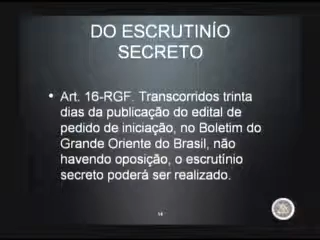 DO ESCRUTINÍO
SECRETO
• Art. 16-RGF. Transcorridos trinta
dias da publicação do edital de
pedido de iniciação, no Boletim do
Grande Oriente do Brasil, não
havendo oposição, o escrutínio
secreto poderá ser realizado.